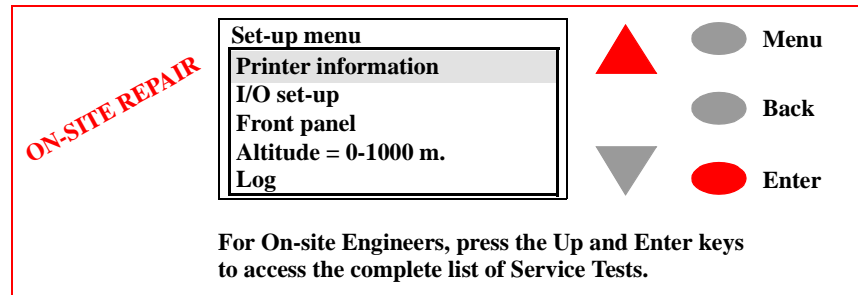 ON-SITE REPAIR
Set-up menu
Printer information
I/O set-up
Front panel
Altitude = 0-1000 m.
Log
Menu
Back
Enter
For On-site Engineers, press the Up and Enter keys
to access the complete list of Service Tests.